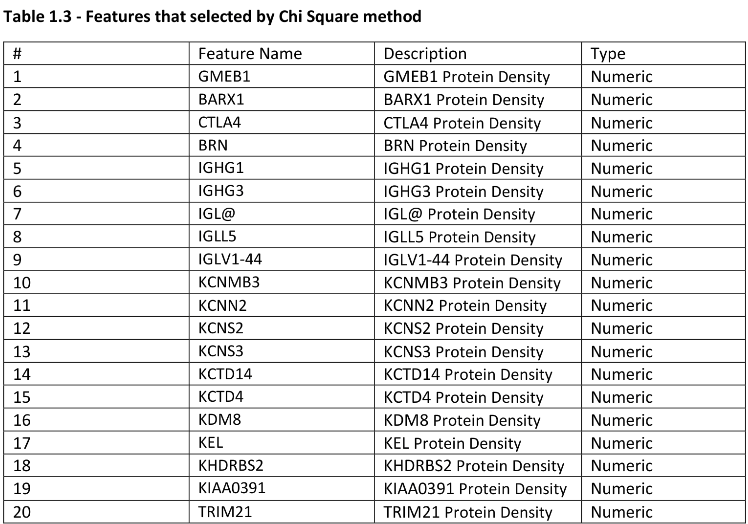 Table 1.3 - Features that selected by Chi Square method
# Feature Name Description Type
1 GMEB1 GMEB1 Protein Density Numeric
2 BARX1 BARX1 Protein Density Numeric
3 CTLA4 CTLA4 Protein Density Numeric
4 BRN BRN Protein Density Numeric
5 IGHG1 IGHG1 Protein Density Numeric
6 IGHG3 IGHG3 Protein Density Numeric
7 IGL@ IGL@ Protein Density Numeric
8 IGLL5 IGLL5 Protein Density Numeric
9 IGLV1-44 IGLV1-44 Protein Density Numeric
10 KCNMB3 KCNMB3 Protein Density Numeric
11 KCNN2 KCNN2 Protein Density Numeric
12 KCNS2 KCNS2 Protein Density Numeric
13 KCNS3 KCNS3 Protein Density Numeric
14 KCTD14 KCTD14 Protein Density Numeric
15 KCTD4 KCTD4 Protein Density Numeric
16 KDM8 KDM8 Protein Density Numeric
17 KEL KEL Protein Density Numeric
18 KHDRBS2 KHDRBS2 Protein Density Numeric
19 KIAA0391 KIAA0391 Protein Density Numeric
20 TRIM21 TRIM21 Protein Density Numeric